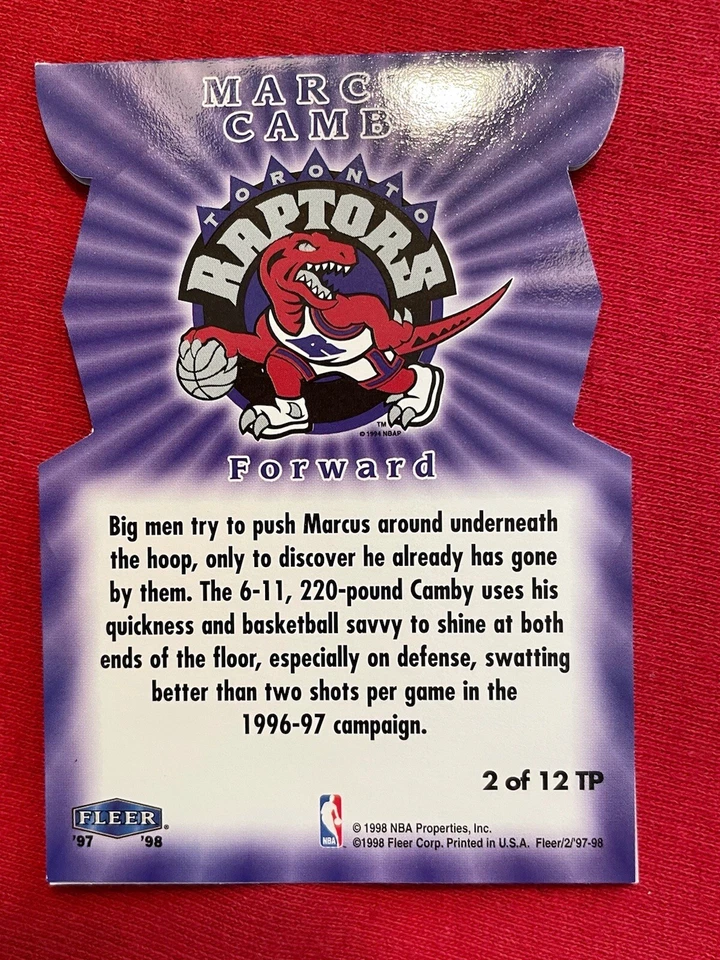 MARC
CAMB
TORONTO
RAPTORS
R
TM
© 1994 NBAP
Forward
Big men try to push Marcus around underneath
the hoop, only to discover he already has gone
by them. The 6-11, 220-pound Camby uses his
quickness and basketball savvy to shine at both
ends of the floor, especially on defense, swatting
better than two shots per game in the
1996-97 campaign.
2 of 12 TP
FLEER®
'97 '98
NBA
© 1998 NBA Properties, Inc.
©1998 Fleer Corp. Printed in U.S.A. Fleer/2/'97-98